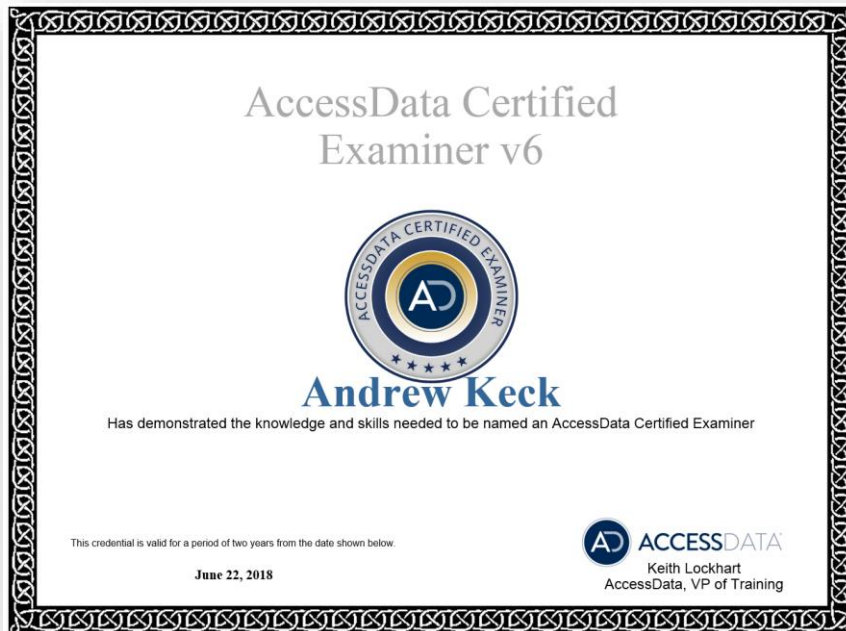 AccessData Certified
Examiner v6
ACCESSDATA CERTIFIED EXAMINER
AD
Andrew Keck
Has demonstrated the knowledge and skills needed to be named an AccessData Certified Examiner
This credential is valid for a period of two years from the date shown below.
June 22, 2018
AD ACCESSDATA
Keith Lockhart
AccessData, VP of Training